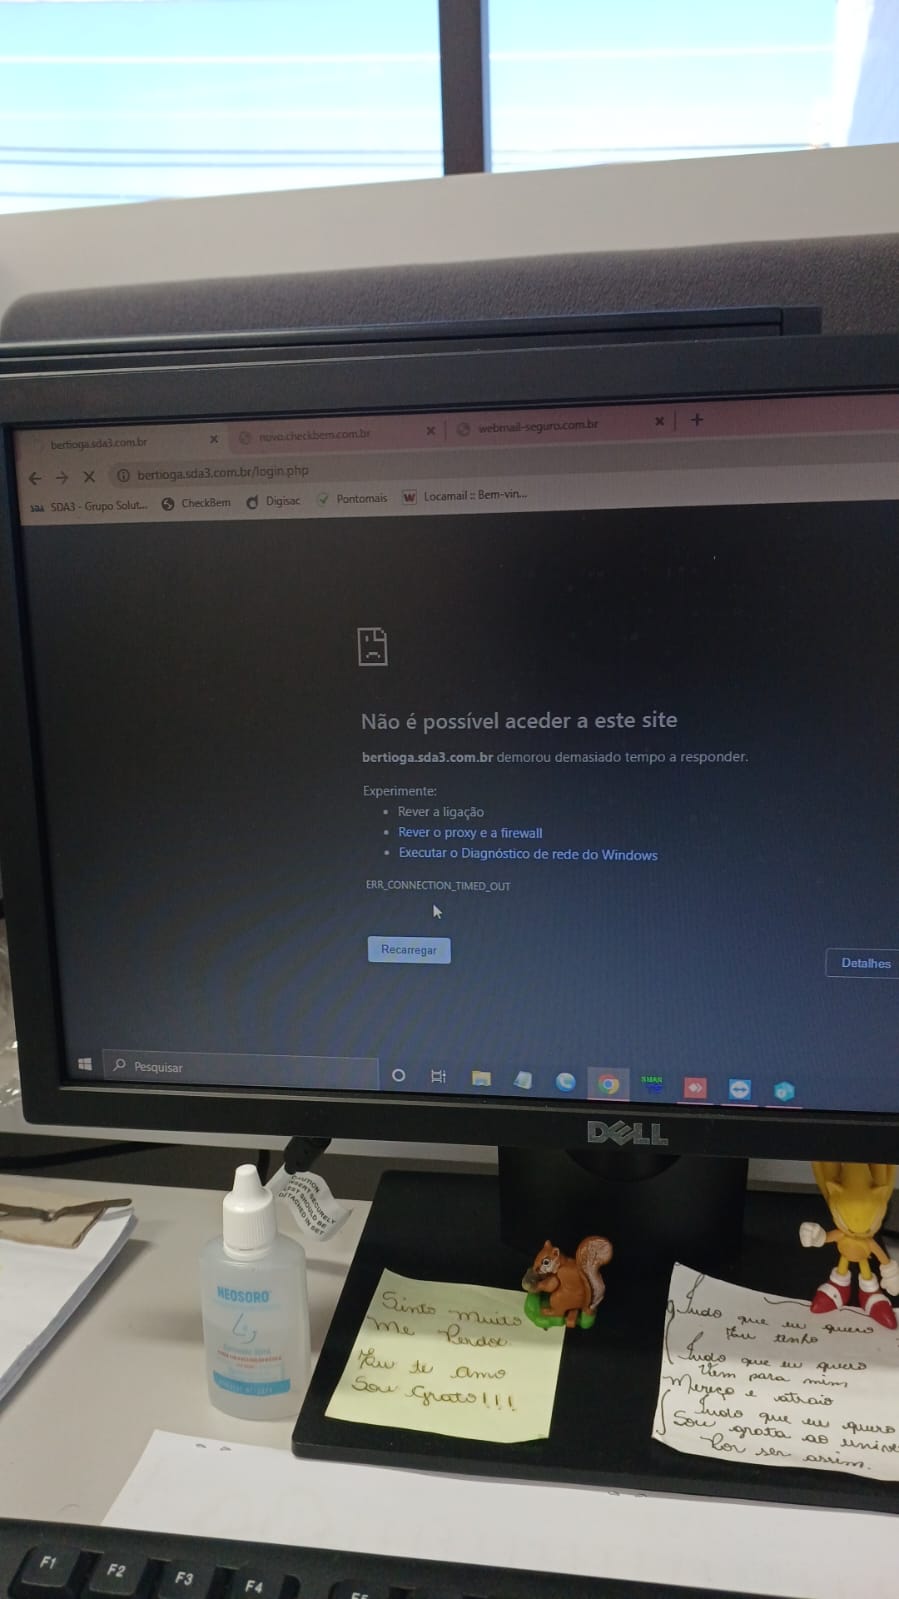 bertioga.sda3.com.br
novo.checkbem.com.br
webmail-seguro.com.br
bertioga.sda3.com.br/login.php
SDA3 - Grupo Solut...
CheckBem
Digisac
Pontomais
Locamail :: Bem-vin...
Não é possível aceder a este site
bertioga.sda3.com.br demorou demasiado tempo a responder.
Experimente:
Rever a ligação
Rever o proxy e a firewall
Executar o Diagnóstico de rede do Windows
ERR_CONNECTION_TIMED_OUT
Recarregar
Detalhes
Pesquisar
DELL
CAUTION
NEOSORO
Sinto muito
Me Perdoe
Eu te amo
Sou Grato!!!
Tudo que eu quero
Eu tenho
Tudo que eu quero
Vem para mim
Mereço e atraio
Tudo que eu quero
Sou grata ao unive
Por ser assim.
F1
F2
F3
F4